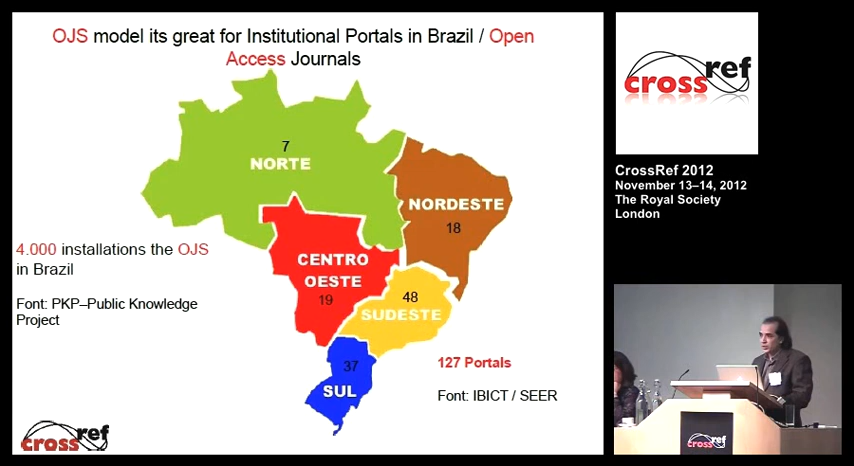 OJS model its great for Institutional Portals in Brazil / Open
Access Journals
7
NORTE
NORDESTE
18
CENTRO
OESTE
19
48
SUDESTE
37
SUL
4.000 installations the OJS
in Brazil
Font: PKP–Public Knowledge
Project
127 Portals
Font: IBICT / SEER
crossref
crossref
CrossRef 2012
November 13–14, 2012
The Royal Society
London
crossref